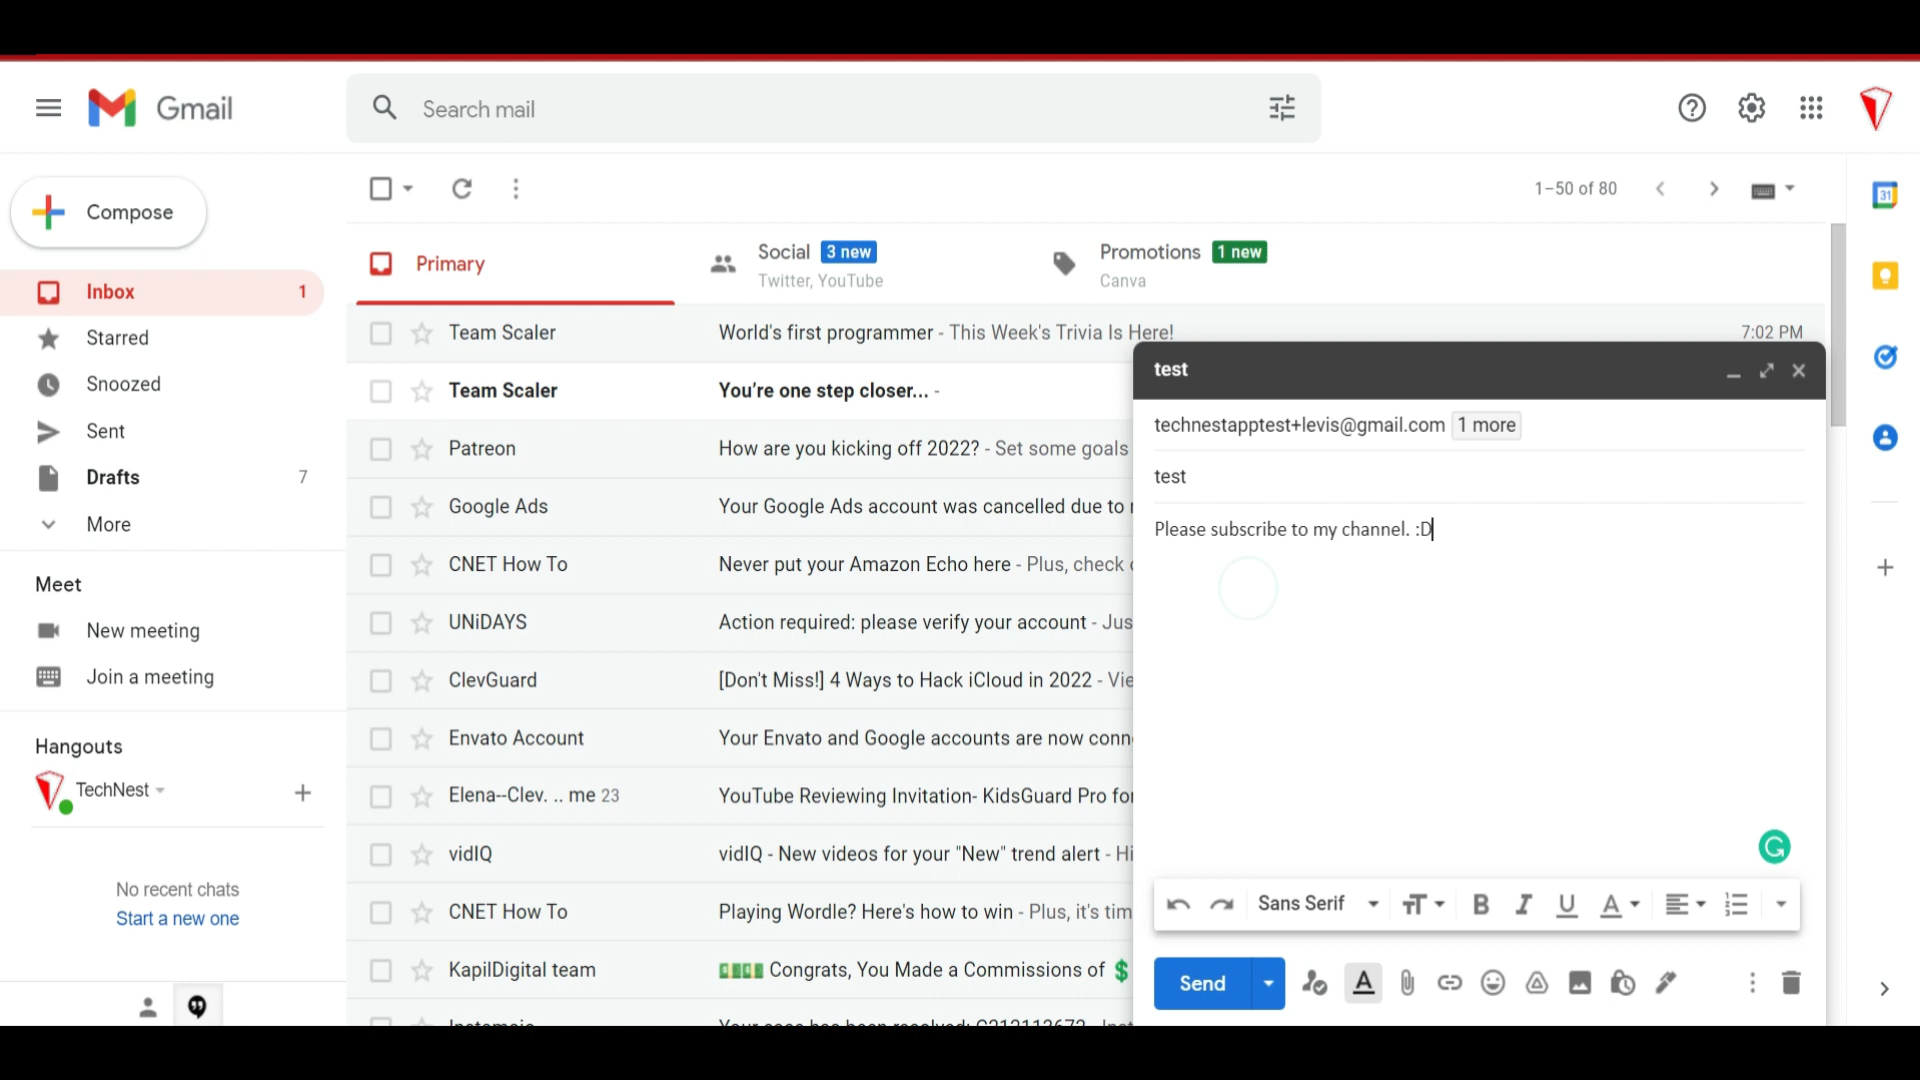 Gmail
Search mail
Compose
1–50 of 80
Inbox 1
Starred
Snoozed
Sent
Drafts 7
More
Meet
New meeting
Join a meeting
Hangouts
TechNest
No recent chats
Start a new one
Primary
Social 3 new
Twitter, YouTube
Promotions 1 new
Canva
Team Scaler World's first programmer - This Week's Trivia Is Here! 7:02 PM
Team Scaler You're one step closer... -
Patreon How are you kicking off 2022? - Set some goals
Google Ads Your Google Ads account was cancelled due to
CNET How To Never put your Amazon Echo here - Plus, check
UNiDAYS Action required: please verify your account - Jus
ClevGuard [Don't Miss!] 4 Ways to Hack iCloud in 2022 - Vie
Envato Account Your Envato and Google accounts are now conn
Elena--Clev. .. me 23 YouTube Reviewing Invitation- KidsGuard Pro for
vidIQ vidIQ - New videos for your "New" trend alert - Hi
CNET How To Playing Wordle? Here's how to win - Plus, it's tim
KapilDigital team Congrats, You Made a Commissions of
test
technestapptest+levis@gmail.com 1 more
test
Please subscribe to my channel. :D
Sans Serif
Send
31